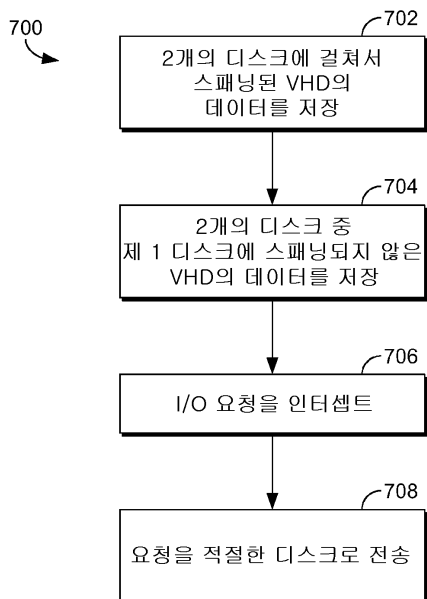 700
702
2개의 디스크에 걸쳐서
스패닝된 VHD의
데이터를 저장
704
2개의 디스크 중
제 1 디스크에 스패닝되지 않은
VHD의 데이터를 저장
706
I/O 요청을 인터셉트
708
요청을 적절한 디스크로 전송